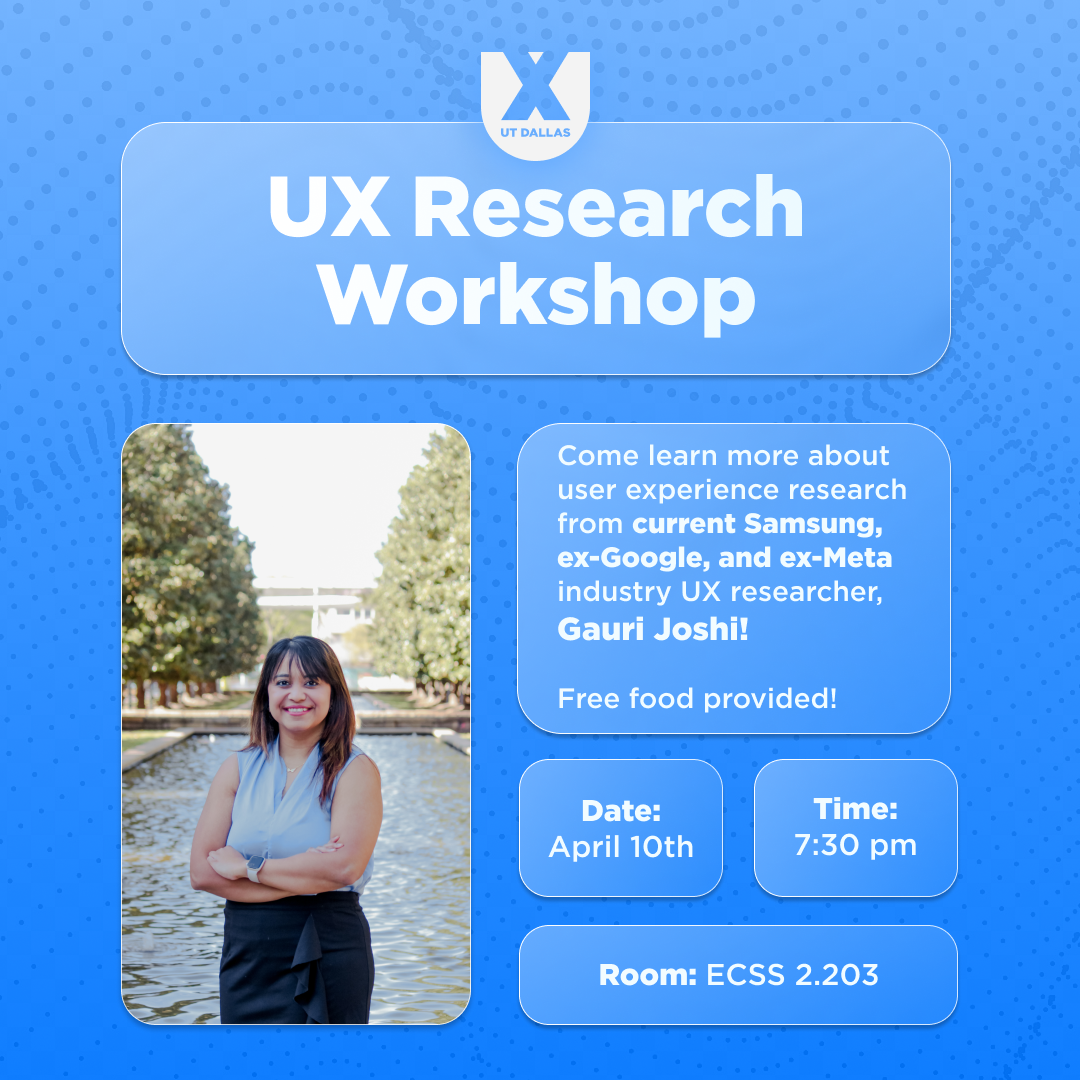 UX
UT DALLAS
UX Research
Workshop
Come learn more about
user experience research
from current Samsung,
ex-Google, and ex-Meta
industry UX researcher,
Gauri Joshi!
Free food provided!
Date:
April 10th
Time:
7:30 pm
Room: ECSS 2.203